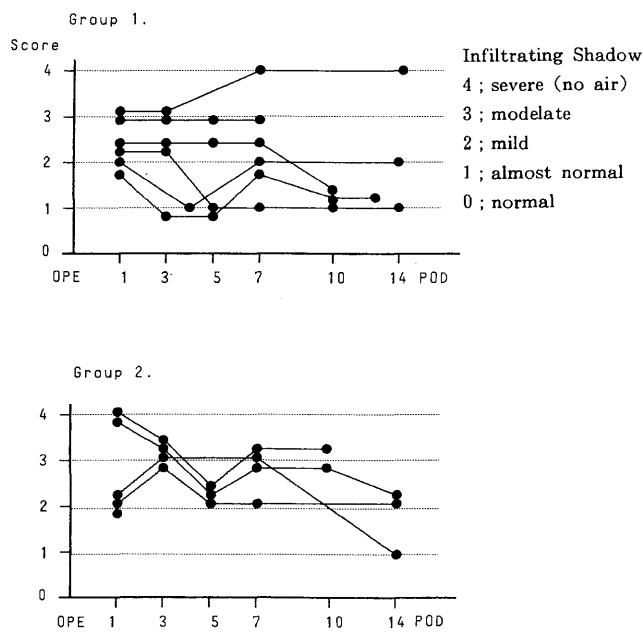 Group 1.
Score
4
3
2
1
0
OPE 1 3 5 7 10 14 POD
Infiltrating Shadow
4 ; severe (no air)
3 ; modelate
2 ; mild
1 ; almost normal
0 ; normal
Group 2.
4
3
2
1
0
OPE 1 3 5 7 10 14 POD